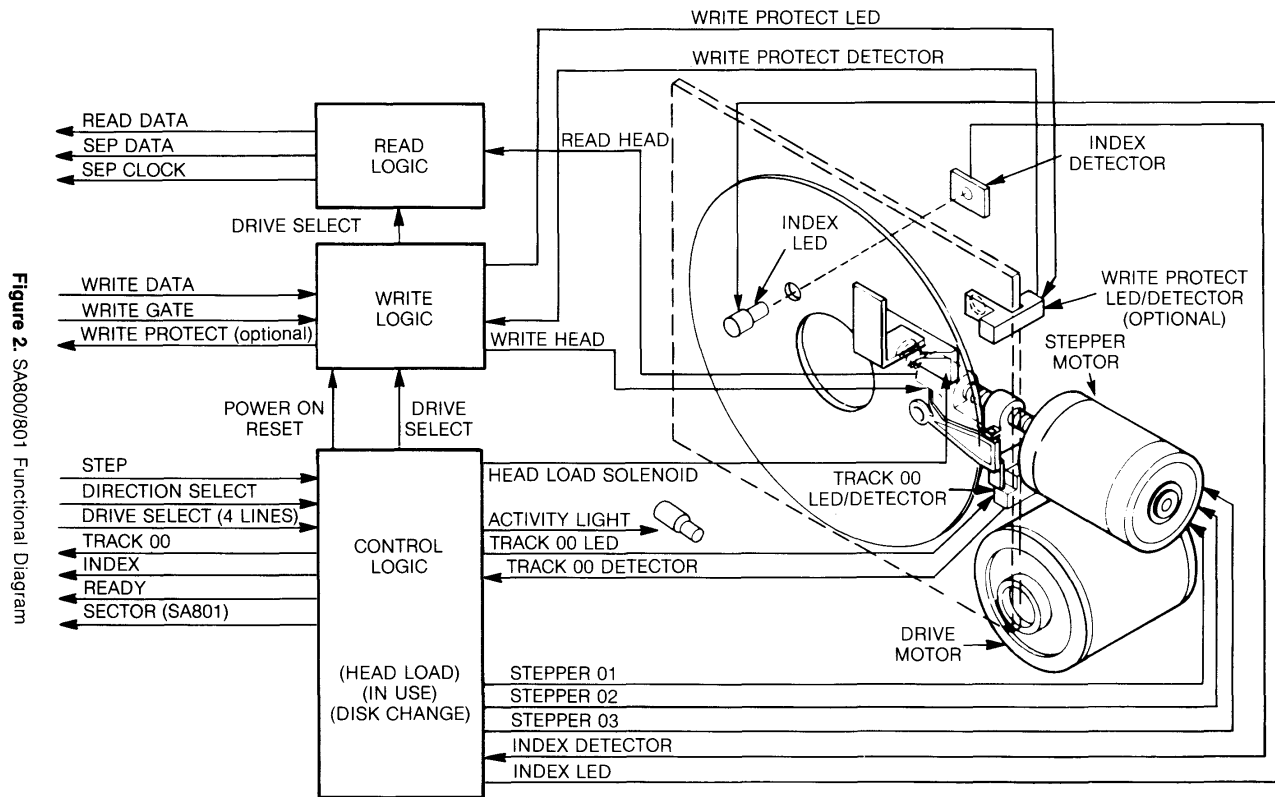 WRITE PROTECT LED
WRITE PROTECT DETECTOR
READ DATA
SEP DATA
SEP CLOCK
READ
LOGIC
READ HEAD
INDEX
DETECTOR
DRIVE SELECT
INDEX
LED
WRITE DATA
WRITE GATE
WRITE PROTECT (optional)
WRITE
LOGIC
WRITE HEAD
WRITE PROTECT
LED/DETECTOR
(OPTIONAL)
STEPPER
MOTOR
POWER ON
RESET
DRIVE
SELECT
STEP
DIRECTION SELECT
DRIVE SELECT (4 LINES)
TRACK 00
INDEX
READY
SECTOR (SA801)
CONTROL
LOGIC
(HEAD LOAD)
(IN USE)
(DISK CHANGE)
HEAD LOAD SOLENOID
ACTIVITY LIGHT
TRACK 00 LED
TRACK 00 DETECTOR
TRACK 00
LED/DETECTOR
DRIVE
MOTOR
STEPPER 01
STEPPER 02
STEPPER 03
INDEX DETECTOR
INDEX LED
Figure 2. SA800/801 Functional Diagram